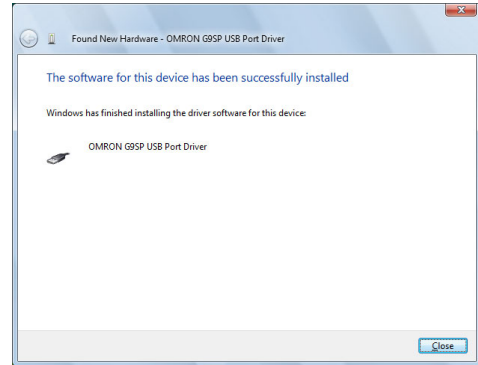 Found New Hardware - OMRON G9SP USB Port Driver
The software for this device has been successfully installed
Windows has finished installing the driver software for this device:
OMRON G9SP USB Port Driver
Close